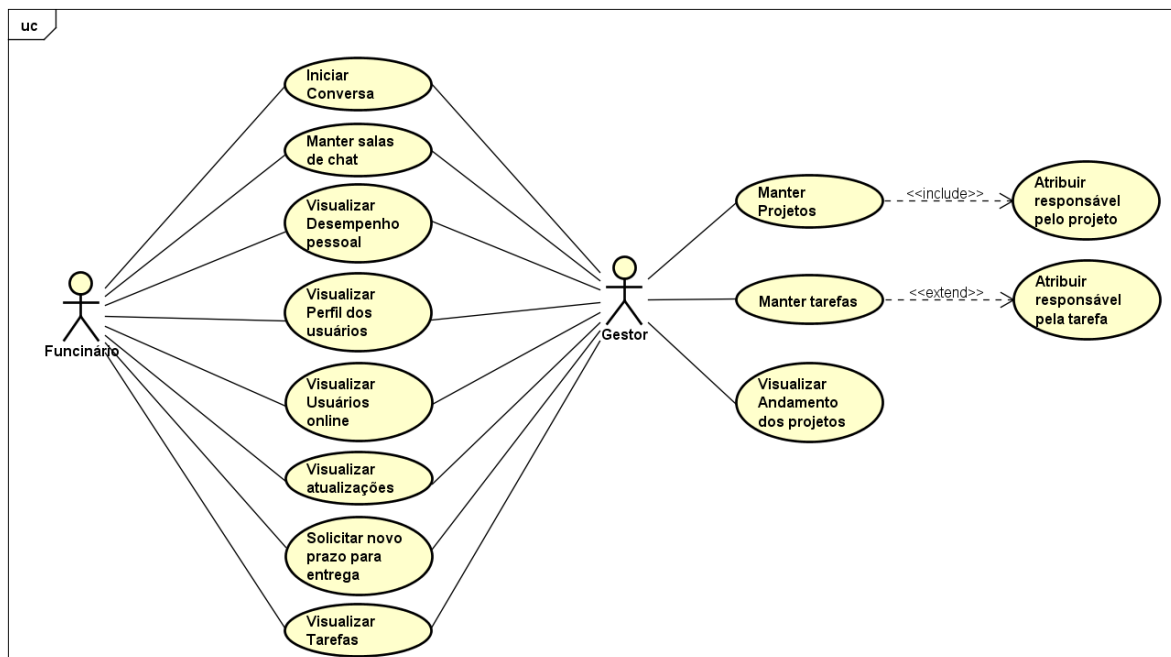 uc
Iniciar
Conversa
Manter salas
de chat
Visualizar
Desempenho
pessoal
Visualizar
Perfil dos
usuários
Visualizar
Usuários
online
Visualizar
atualizações
Solicitar novo
prazo para
entrega
Visualizar
Tarefas
Funcinário
Gestor
Manter
Projetos
<<include>>
Atribuir
responsável
pelo projeto
Manter tarefas
<<extend>>
Atribuir
responsável
pela tarefa
Visualizar
Andamento
dos projetos